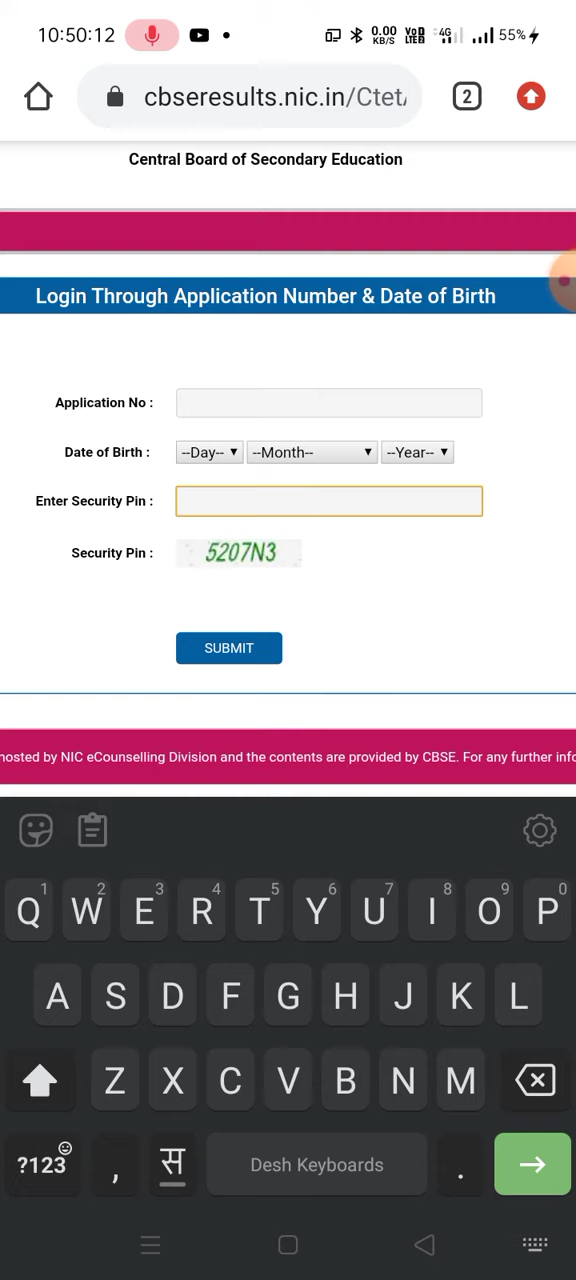 10:50:12 0.00 KB/S Vo LTE 2 4G 55%
cbseresults.nic.in/Ctet 2
Central Board of Secondary Education
Login Through Application Number & Date of Birth
Application No :
Date of Birth : --Day-- --Month-- --Year--
Enter Security Pin :
Security Pin : 5207N3
SUBMIT
hosted by NIC eCounselling Division and the contents are provided by CBSE. For any further
1 2 3 4 5 6 7 8 9 0
Q W E R T Y U I O P
A S D F G H J K L
Z X C V B N M
?123 , स Desh Keyboards .